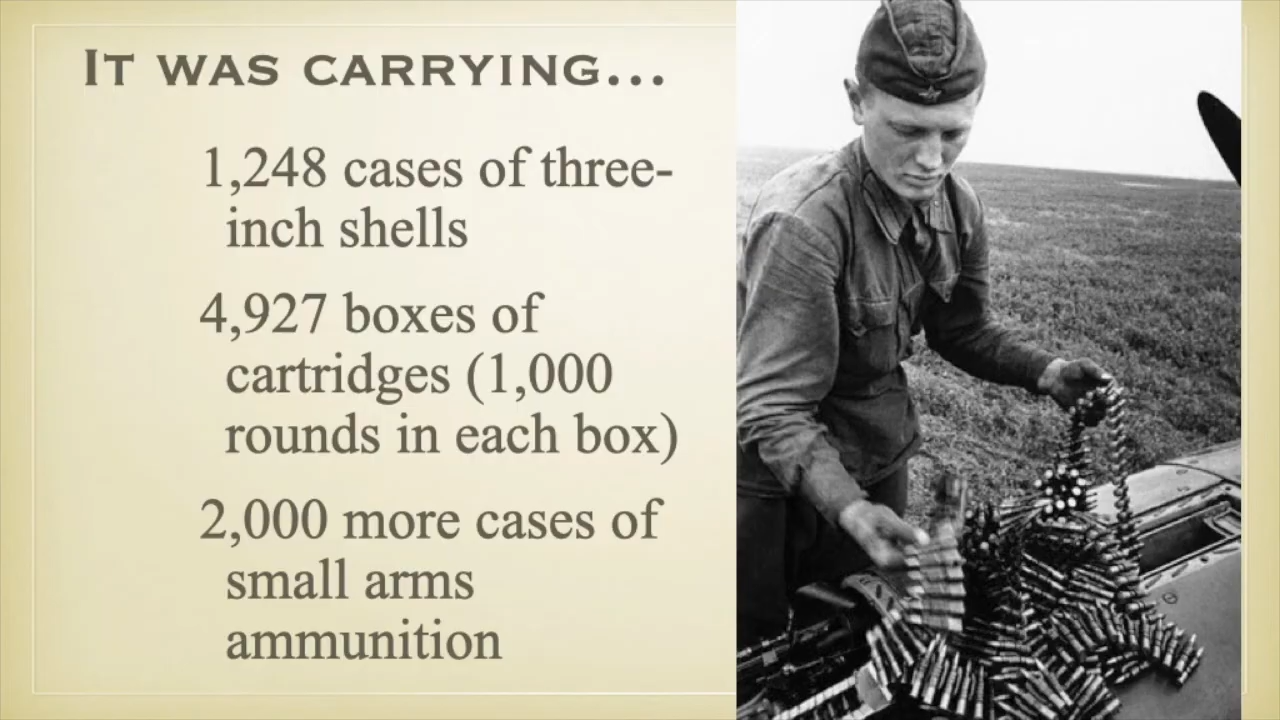 It was carrying...
1,248 cases of three-
inch shells
4,927 boxes of
cartridges (1,000
rounds in each box)
2,000 more cases of
small arms
ammunition